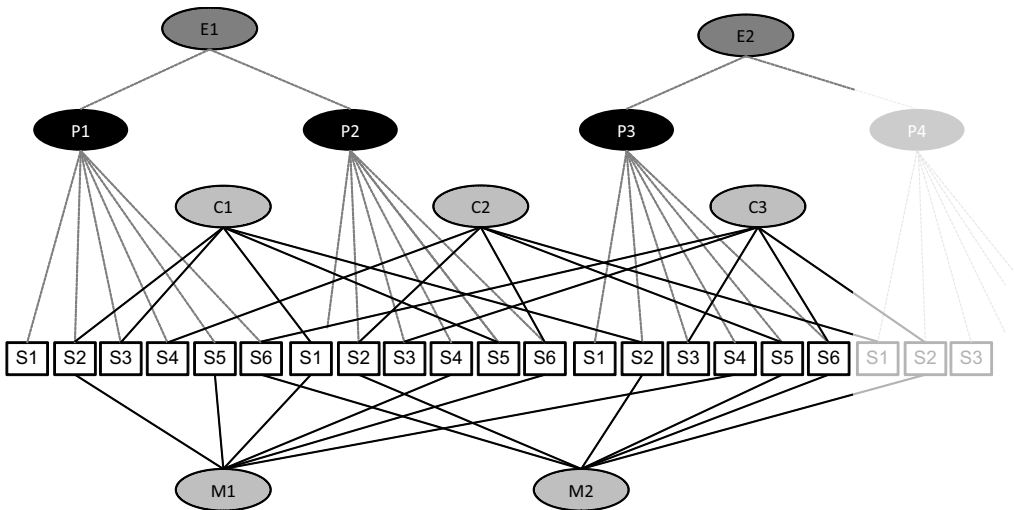 E1 E2
P1 P2 P3 P4
C1 C2 C3
S1 S2 S3 S4 S5 S6 S1 S2 S3 S4 S5 S6 S1 S2 S3 S4 S5 S6 S1 S2 S3
M1 M2